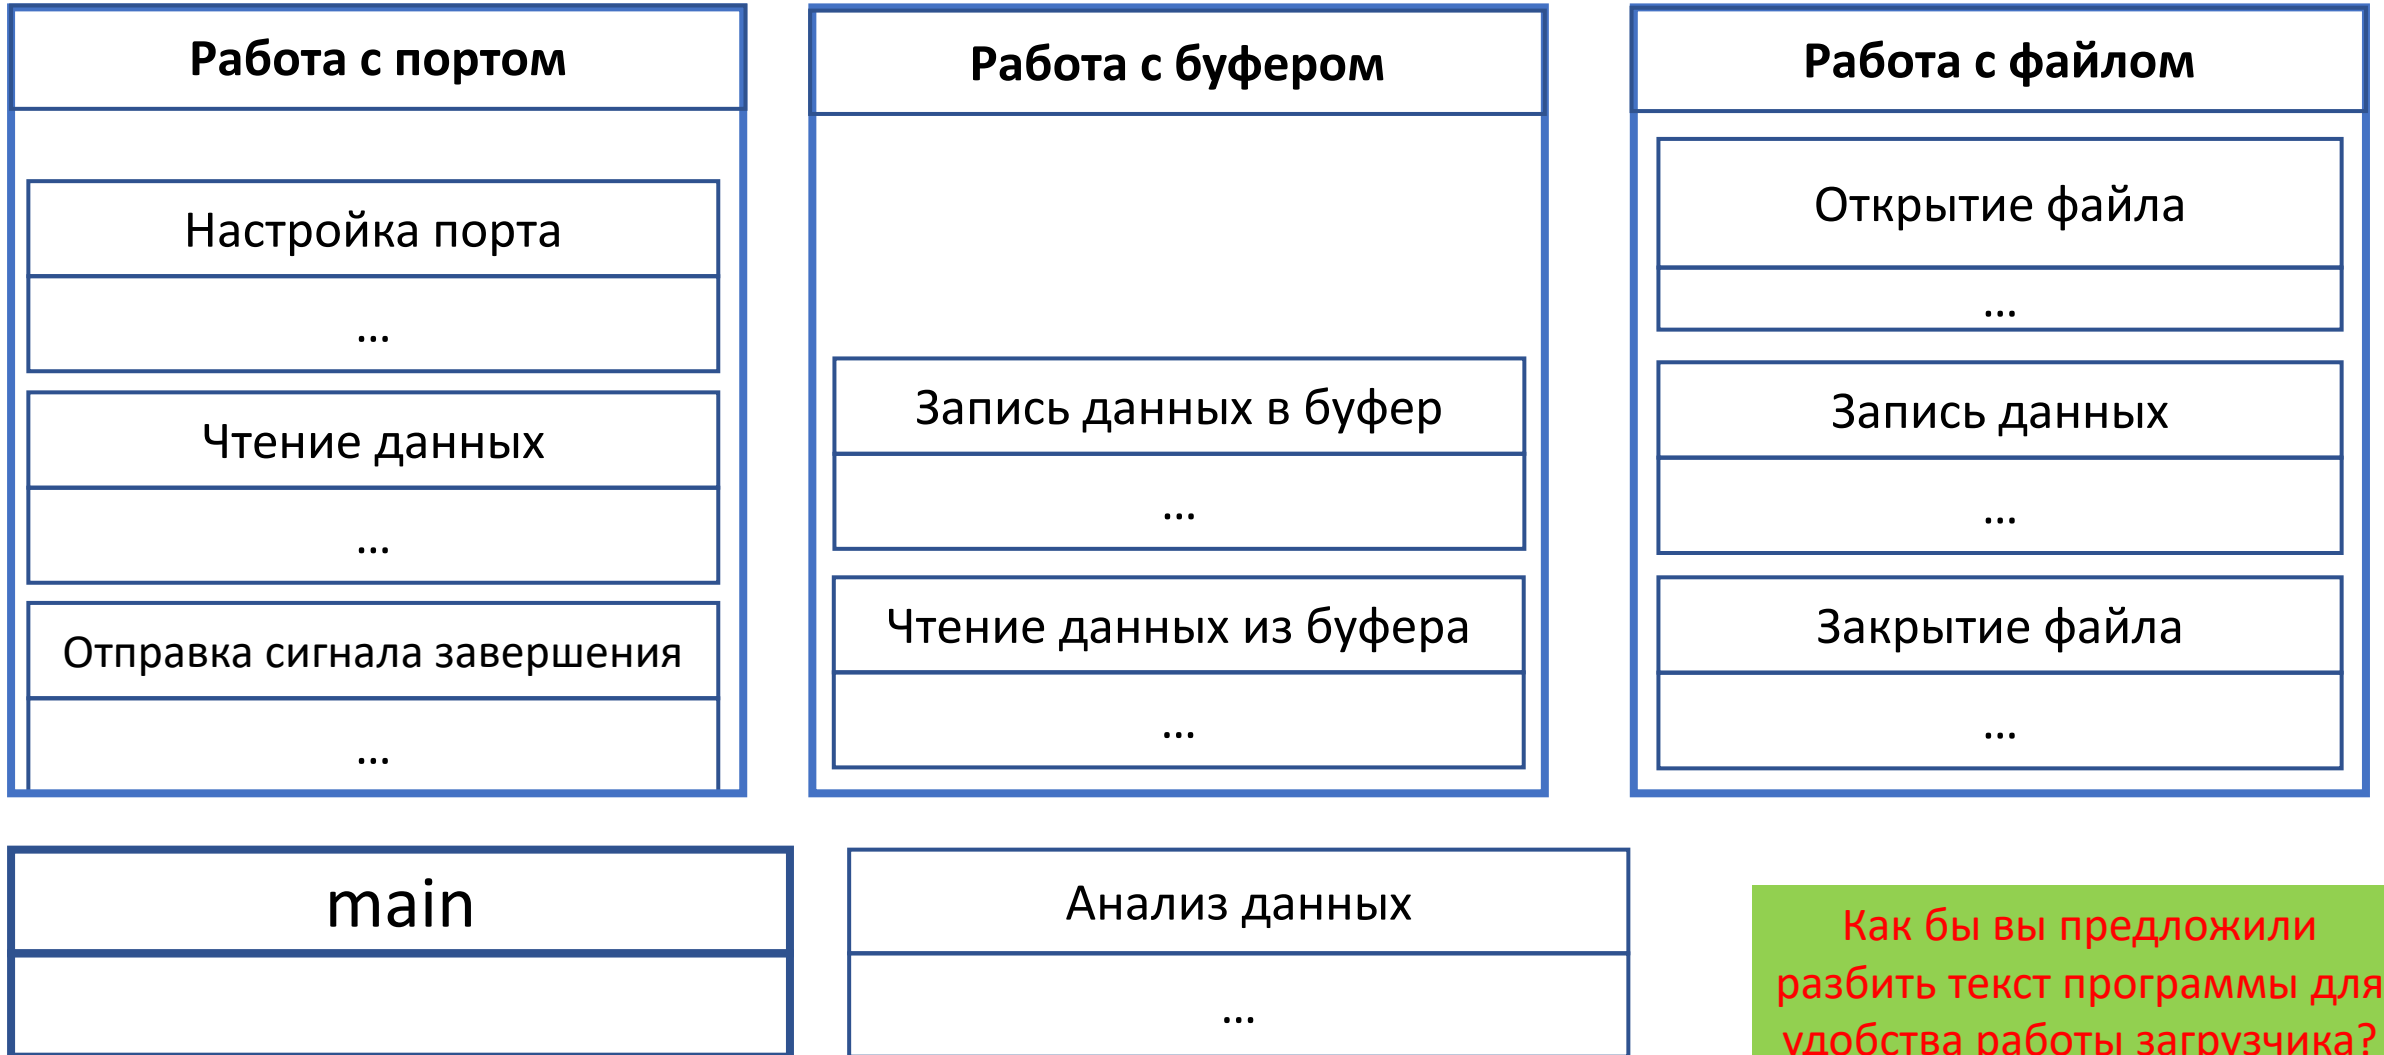 Работа с портом
Настройка порта
...
Чтение данных
...
Отправка сигнала завершения
...
Работа с буфером
Запись данных в буфер
...
Чтение данных из буфера
...
Работа с файлом
Открытие файла
...
Запись данных
...
Закрытие файла
...
main
Анализ данных
...
Как бы вы предложили
разбить текст программы для
удобства работы загрузчика?